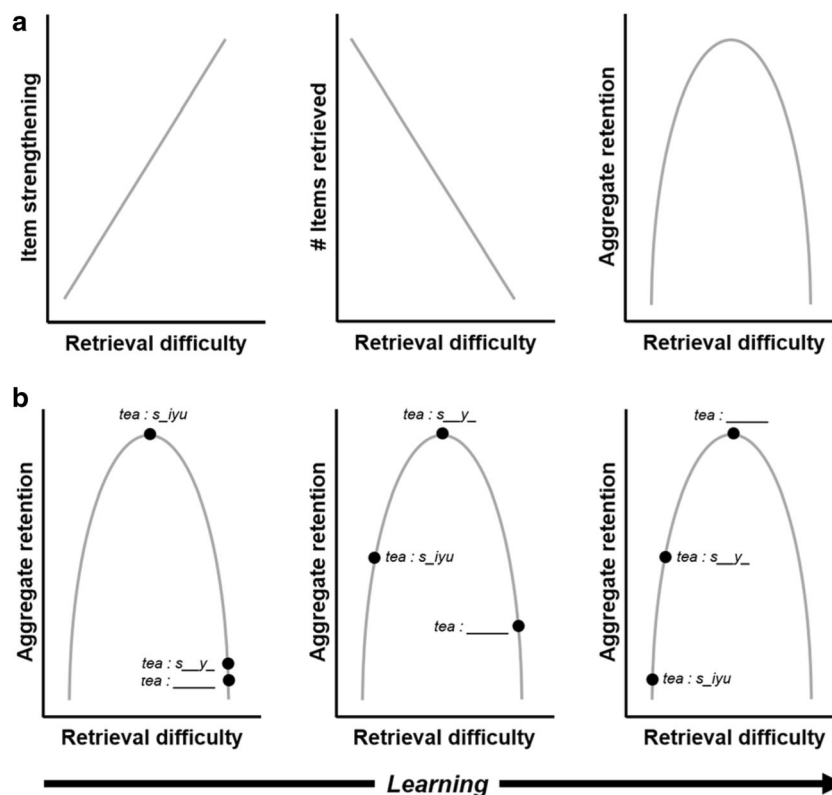 a
Item strengthening
Retrieval difficulty
# Items retrieved
Retrieval difficulty
Aggregate retention
Retrieval difficulty
b
Aggregate retention
tea : s_iyu
tea : s__y_
tea : _____
Retrieval difficulty
Aggregate retention
tea : s__y_
tea : s_iyu
tea : _____
Retrieval difficulty
Aggregate retention
tea : _____
tea : s__y_
tea : s_iyu
Retrieval difficulty
Learning